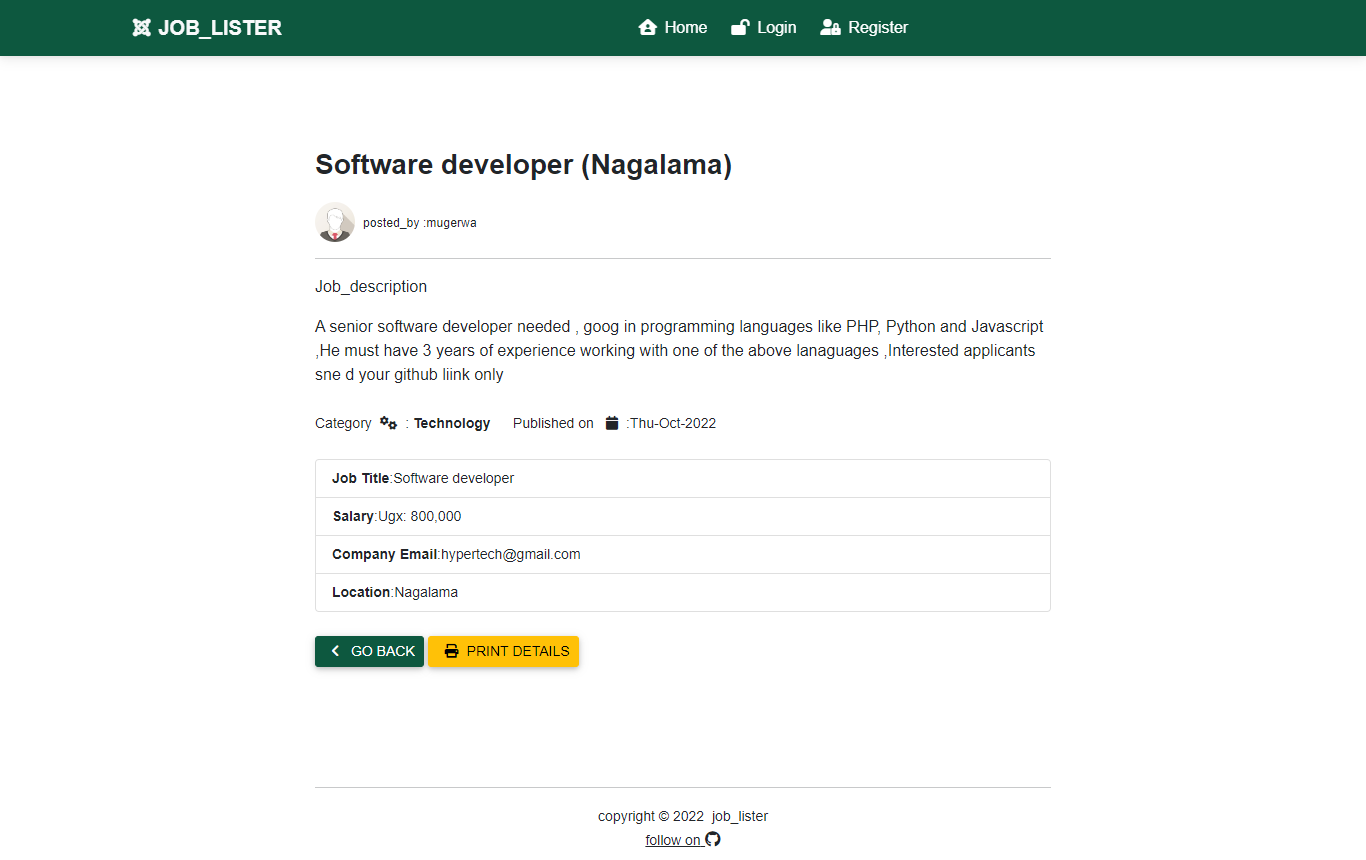 JOB_LISTER Home Login Register
Software developer (Nagalama)
posted_by :mugerwa
Job_description
A senior software developer needed , goog in programming languages like PHP, Python and Javascript
,He must have 3 years of experience working with one of the above lanaguages ,Interested applicants
sne d your github liink only
Category : Technology Published on :Thu-Oct-2022
Job Title:Software developer
Salary:Ugx: 800,000
Company Email:hypertech@gmail.com
Location:Nagalama
GO BACK PRINT DETAILS
copyright © 2022 job_lister
follow on